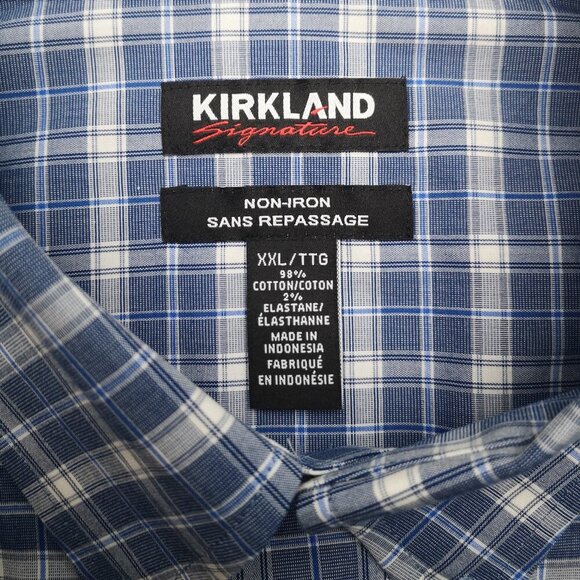 KIRKLAND
Signature
NON-IRON
SANS REPASSAGE
XXL/TTG
98%
COTTON/COTON
2%
ELASTANE/
ÉLASTHANNE
MADE IN
INDONESIA
FABRIQUÉ
EN INDONÉSIE